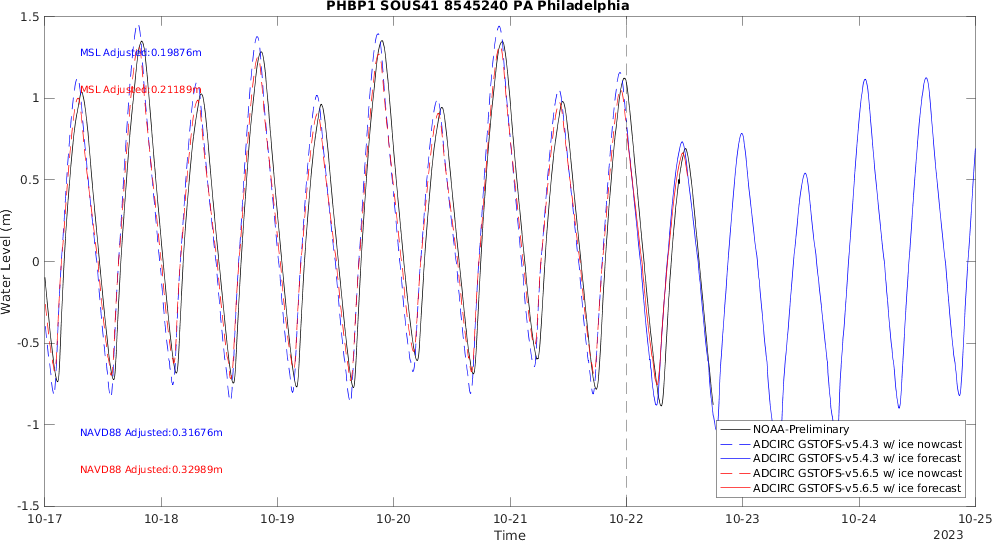 PHBP1 SOUS41 8545240 PA Philadelphia
1.5
1
0.5
0
-0.5
-1
-1.5
Water Level (m)
MSL Adjusted:0.19876m
MSL Adjusted:0.21189m
NAVD88 Adjusted:0.31676m
NAVD88 Adjusted:0.32989m
NOAA-Preliminary
ADCIRC GSTOFS-v5.4.3 w/ ice nowcast
ADCIRC GSTOFS-v5.4.3 w/ ice forecast
ADCIRC GSTOFS-v5.6.5 w/ ice nowcast
ADCIRC GSTOFS-v5.6.5 w/ ice forecast
10-17 10-18 10-19 10-20 10-21 10-22 10-23 10-24 10-25
Time
2023